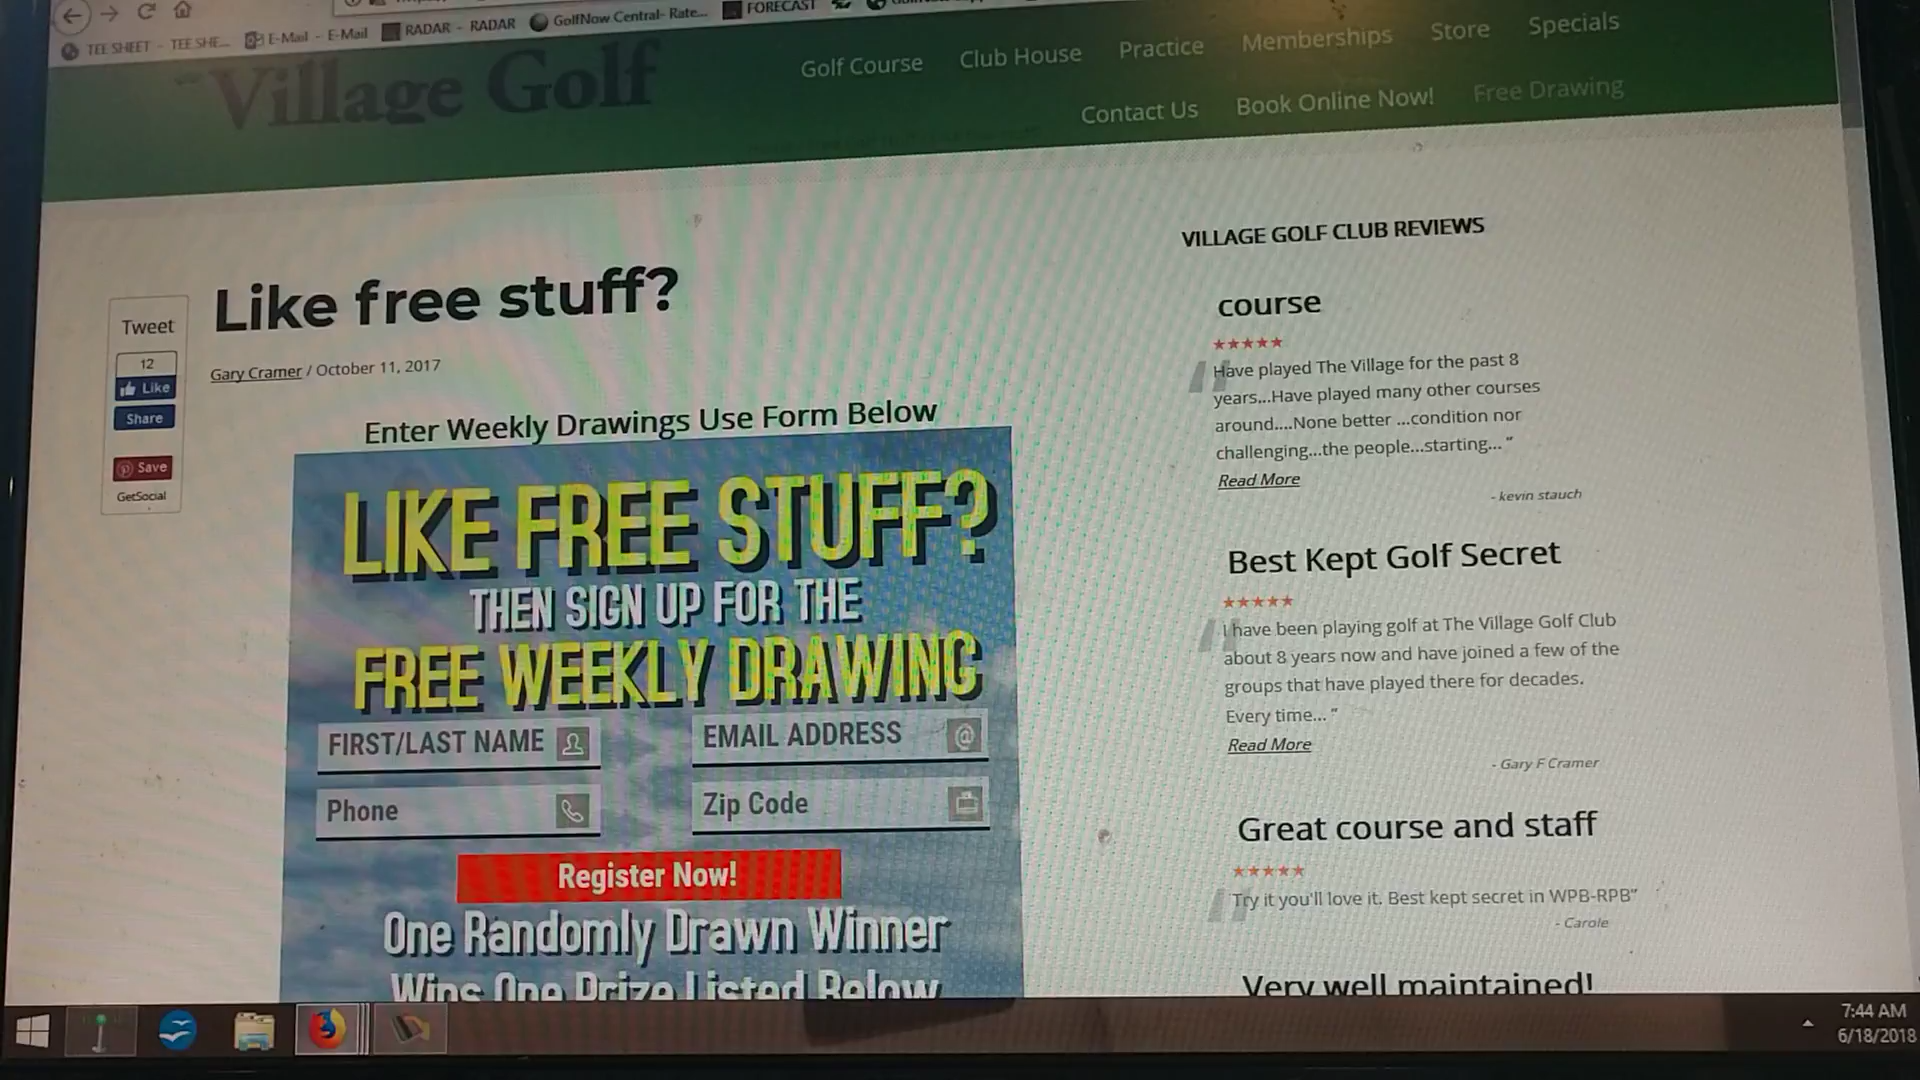 TEE SHEET - TEE SHE...
E-Mail - E-Mail
RADAR - RADAR
GolfNow Central- Rate...
FORECAST
Village Golf
Golf Course
Club House
Practice
Memberships
Store
Specials
Contact Us
Book Online Now!
Free Drawing
Tweet
12
Like
Share
Save
GetSocial
Like free stuff?
Gary Cramer / October 11, 2017
Enter Weekly Drawings Use Form Below
LIKE FREE STUFF?
THEN SIGN UP FOR THE
FREE WEEKLY DRAWING
FIRST/LAST NAME
EMAIL ADDRESS
@
Phone
Zip Code
Register Now!
One Randomly Drawn Winner
Wins One Prize Listed Below
VILLAGE GOLF CLUB REVIEWS
course
★★★★★
Have played The Village for the past 8
years...Have played many other courses
around....None better ...condition nor
challenging...the people...starting... "
Read More
- kevin stauch
Best Kept Golf Secret
★★★★★
I have been playing golf at The Village Golf Club
about 8 years now and have joined a few of the
groups that have played there for decades.
Every time... "
Read More
- Gary F Cramer
Great course and staff
★★★★★
Try it you'll love it. Best kept secret in WPB-RPB"
- Carole
Very well maintained!
7:44 AM
6/18/2018